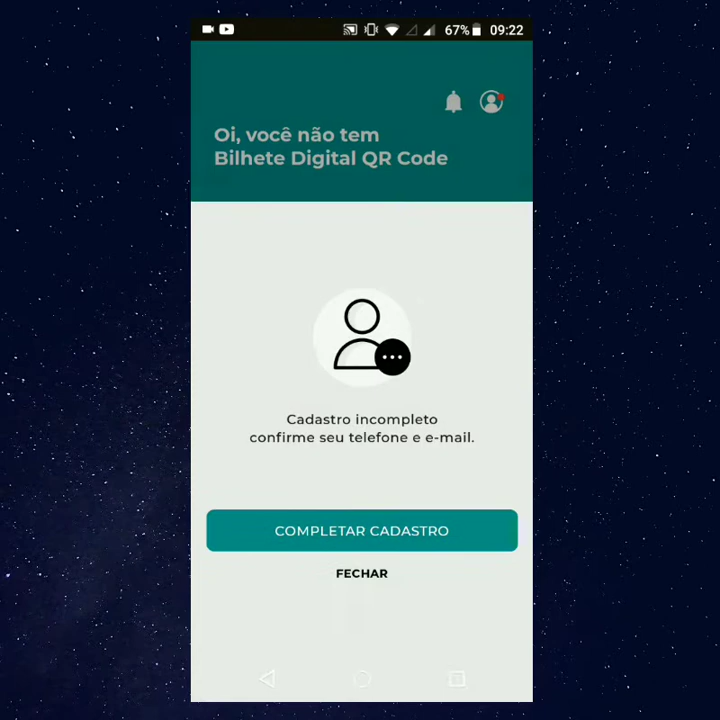 67% 09:22
Oi, você não tem
Bilhete Digital QR Code
Cadastro incompleto
confirme seu telefone e e-mail.
COMPLETAR CADASTRO
FECHAR